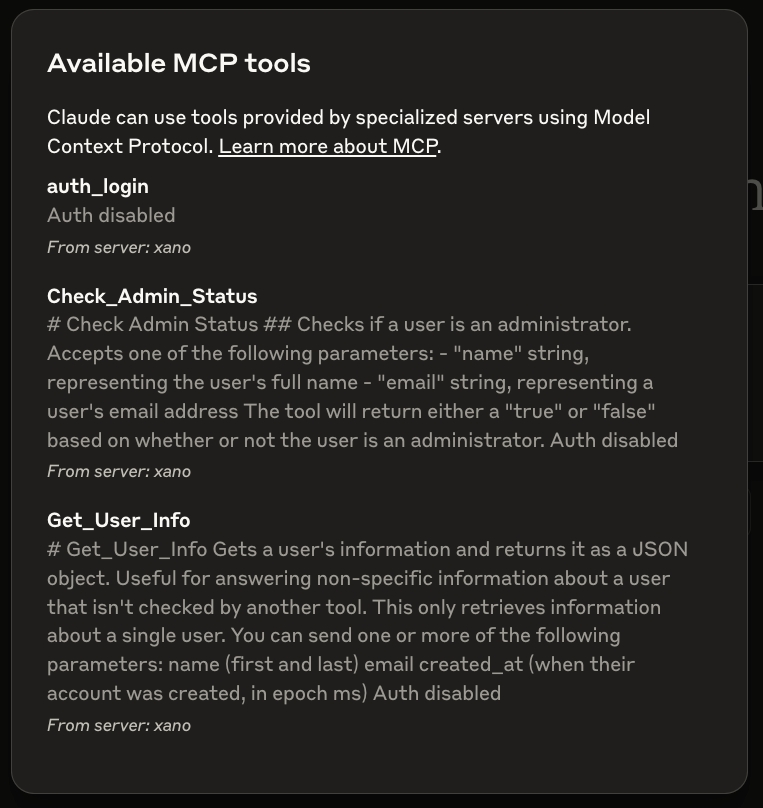 Available MCP tools
Claude can use tools provided by specialized servers using Model
Context Protocol. Learn more about MCP.
auth_login
Auth disabled
From server: xano
Check_Admin_Status
# Check Admin Status ## Checks if a user is an administrator.
Accepts one of the following parameters: - "name" string,
representing the user's full name - "email" string, representing a
user's email address The tool will return either a "true" or "false"
based on whether or not the user is an administrator. Auth disabled
From server: xano
Get_User_Info
# Get_User_Info Gets a user's information and returns it as a JSON
object. Useful for answering non-specific information about a user
that isn't checked by another tool. This only retrieves information
about a single user. You can send one or more of the following
parameters: name (first and last) email created_at (when their
account was created, in epoch ms) Auth disabled
From server: xano